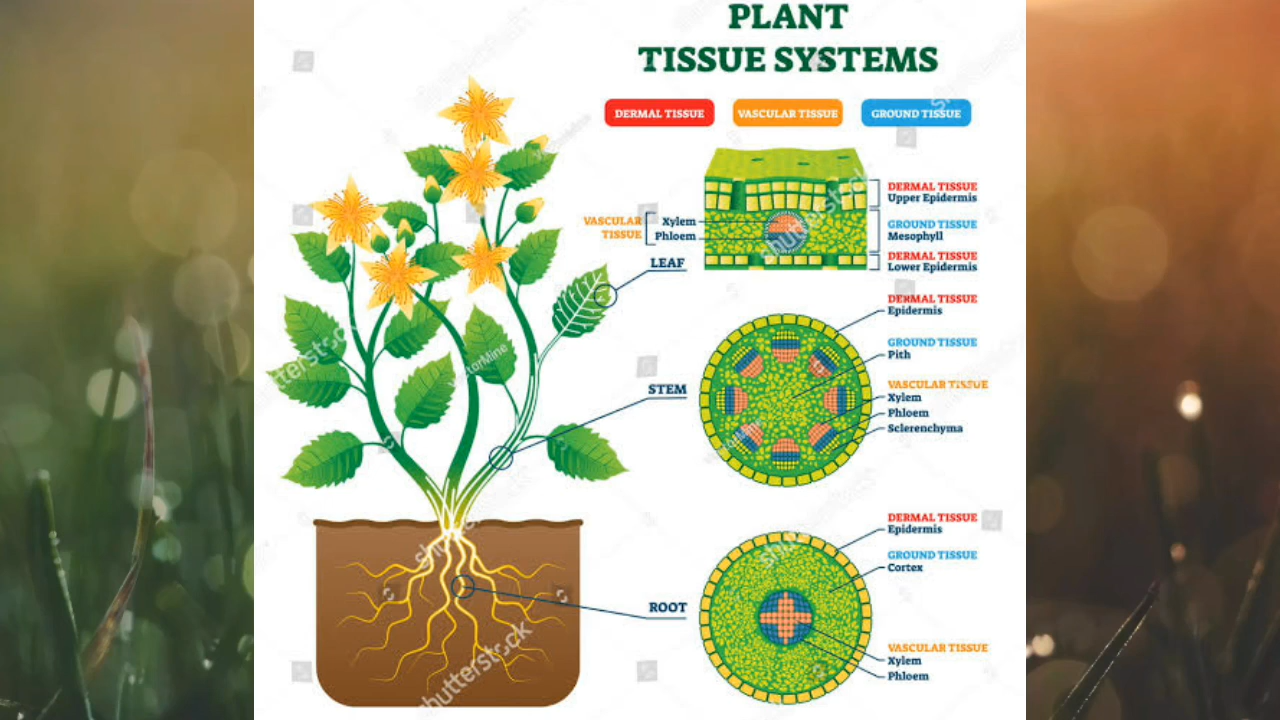 PLANT
TISSUE SYSTEMS
DERMAL TISSUE
VASCULAR TISSUE
GROUND TISSUE
DERMAL TISSUE
Upper Epidermis
VASCULAR
TISSUE
Xylem
Phloem
GROUND TISSUE
Mesophyll
DERMAL TISSUE
Lower Epidermis
LEAF
DERMAL TISSUE
Epidermis
GROUND TISSUE
Pith
STEM
VASCULAR TISSUE
Xylem
Phloem
Sclerenchyma
DERMAL TISSUE
Epidermis
GROUND TISSUE
Cortex
ROOT
VASCULAR TISSUE
Xylem
Phloem
shutterstock
VectorMine